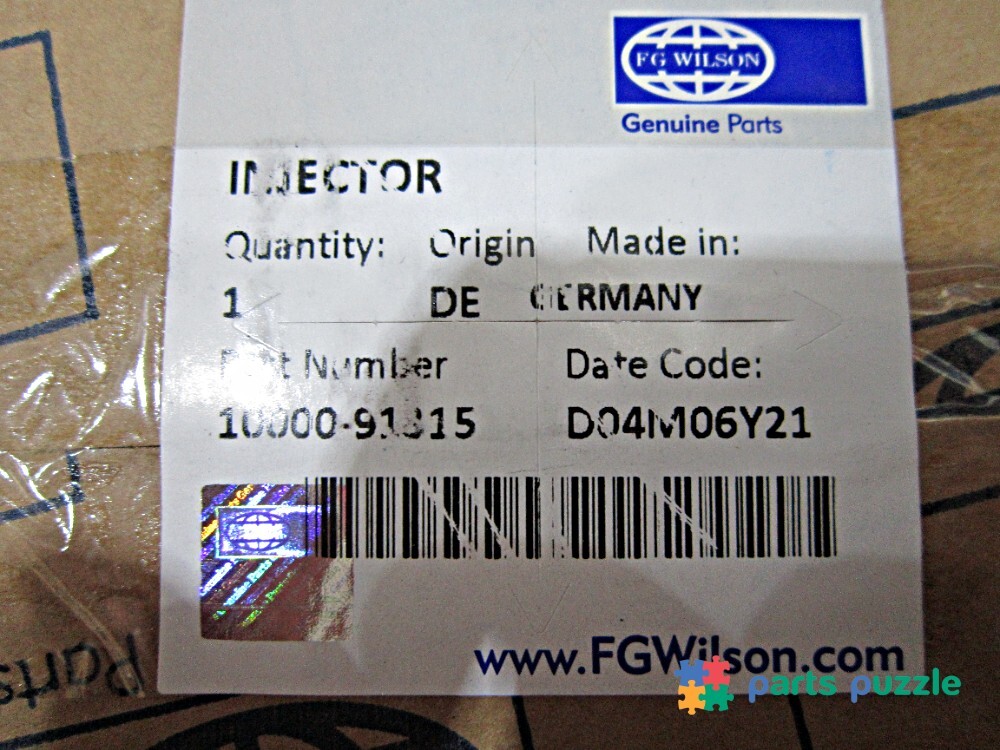 FG WILSON
Genuine Parts
INJECTOR
Quantity: Origin Made in:
1 DE GERMANY
Part Number Date Code:
D04M06Y21
www.FGWilson.com
parts puzzle
Parts